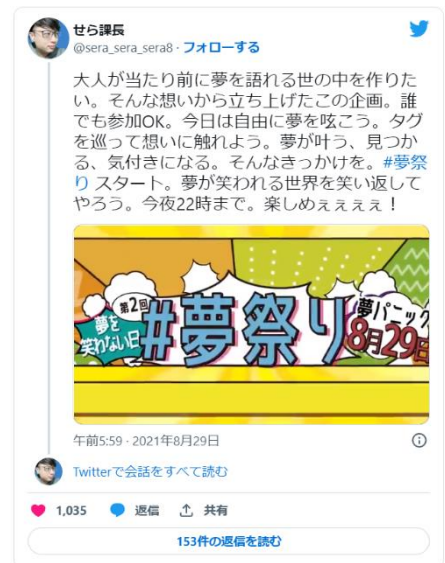 せら課長
@sera_sera_sera8・フォローする
大人が当たり前に夢を語れる世の中を作りた
い。そんな想いから立ち上げたこの企画。誰
でも参加OK。今日は自由に夢を呟こう。タグ
を巡って想いに触れよう。夢が叶う、見つか
る、気付きになる。そんなきっかけを。#夢祭
り スタート。夢が笑われる世界を笑い返して
やろう。今夜22時まで。楽しめぇぇぇぇ！
第2回
夢を
笑わない日
#夢祭り
夢パニック
8月29日
午前5:59・2021年8月29日
Twitterで会話をすべて読む
1,035 返信 共有
153件の返信を読む